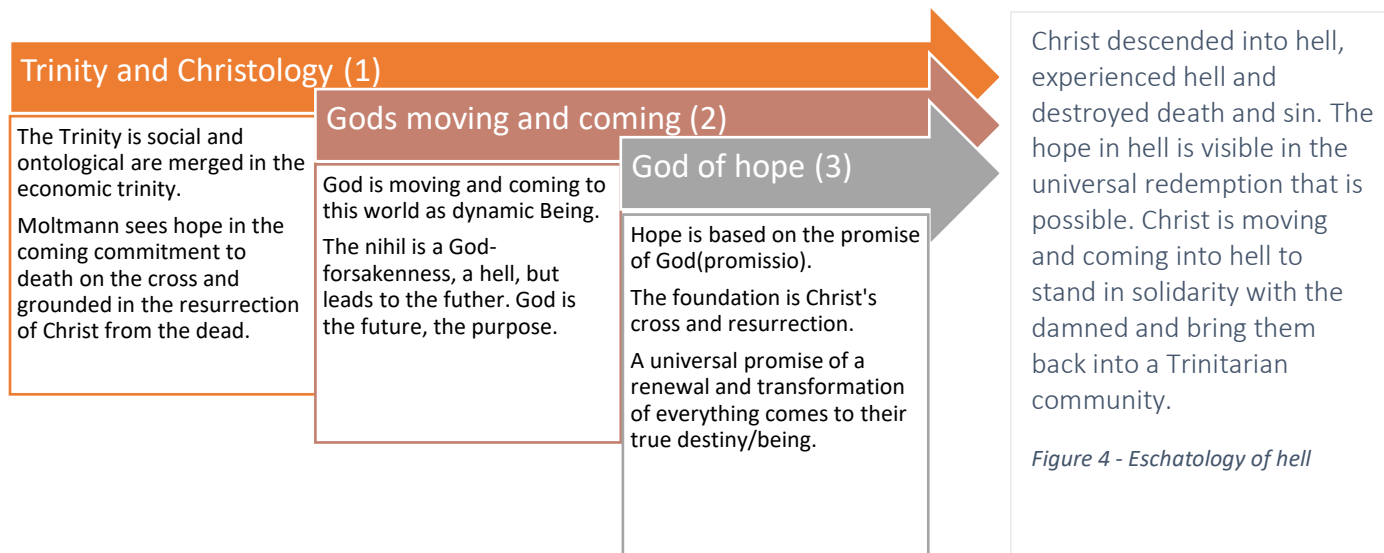 Trinity and Christology (1)
The Trinity is social and
ontological are merged in the
economic trinity.
Moltmann sees hope in the
coming commitment to
death on the cross and
grounded in the resurrection
of Christ from the dead.
Gods moving and coming (2)
God is moving and coming to
this world as dynamic Being.
The nihil is a God-
forsakenness, a hell, but
leads to the futher. God is
the future, the purpose.
God of hope (3)
Hope is based on the promise
of God(promissio).
The foundation is Christ's
cross and resurrection.
A universal promise of a
renewal and transformation
of everything comes to their
true destiny/being.
Christ descended into hell,
experienced hell and
destroyed death and sin. The
hope in hell is visible in the
universal redemption that is
possible. Christ is moving
and coming into hell to
stand in solidarity with the
damned and bring them
back into a Trinitarian
community.
Figure 4 - Eschatology of hell